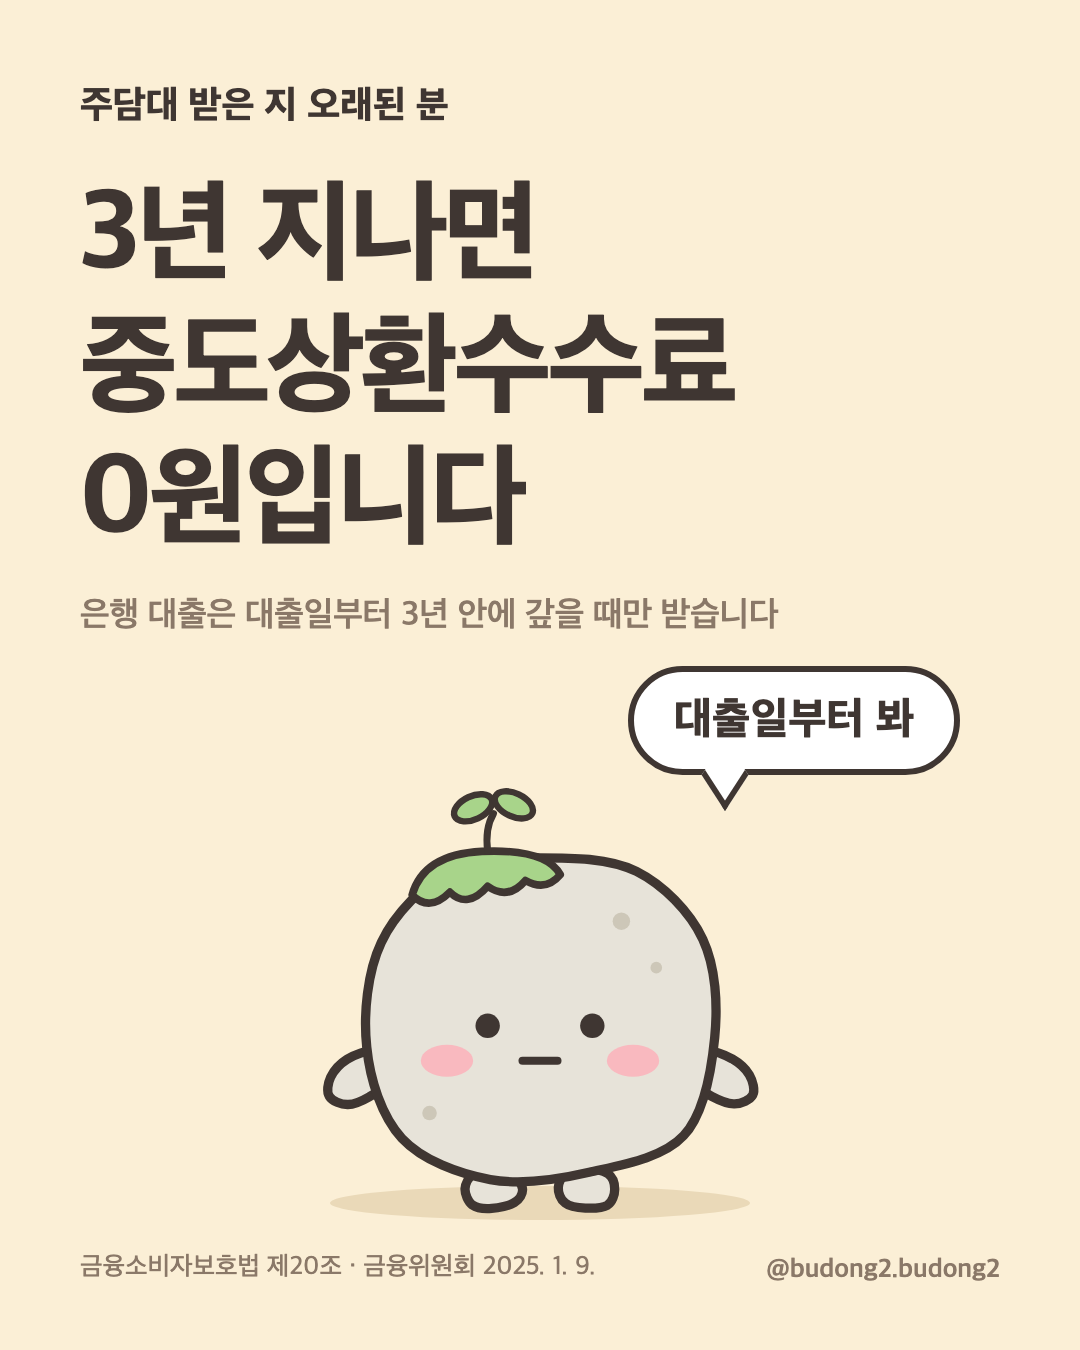 주담대 받은 지 오래된 분
3년 지나면
중도상환수수료
0원입니다
은행 대출은 대출일부터 3년 안에 갚을 때만 받습니다
대출일부터 봐
금융소비자보호법 제20조 · 금융위원회 2025. 1. 9.
@budong2.budong2